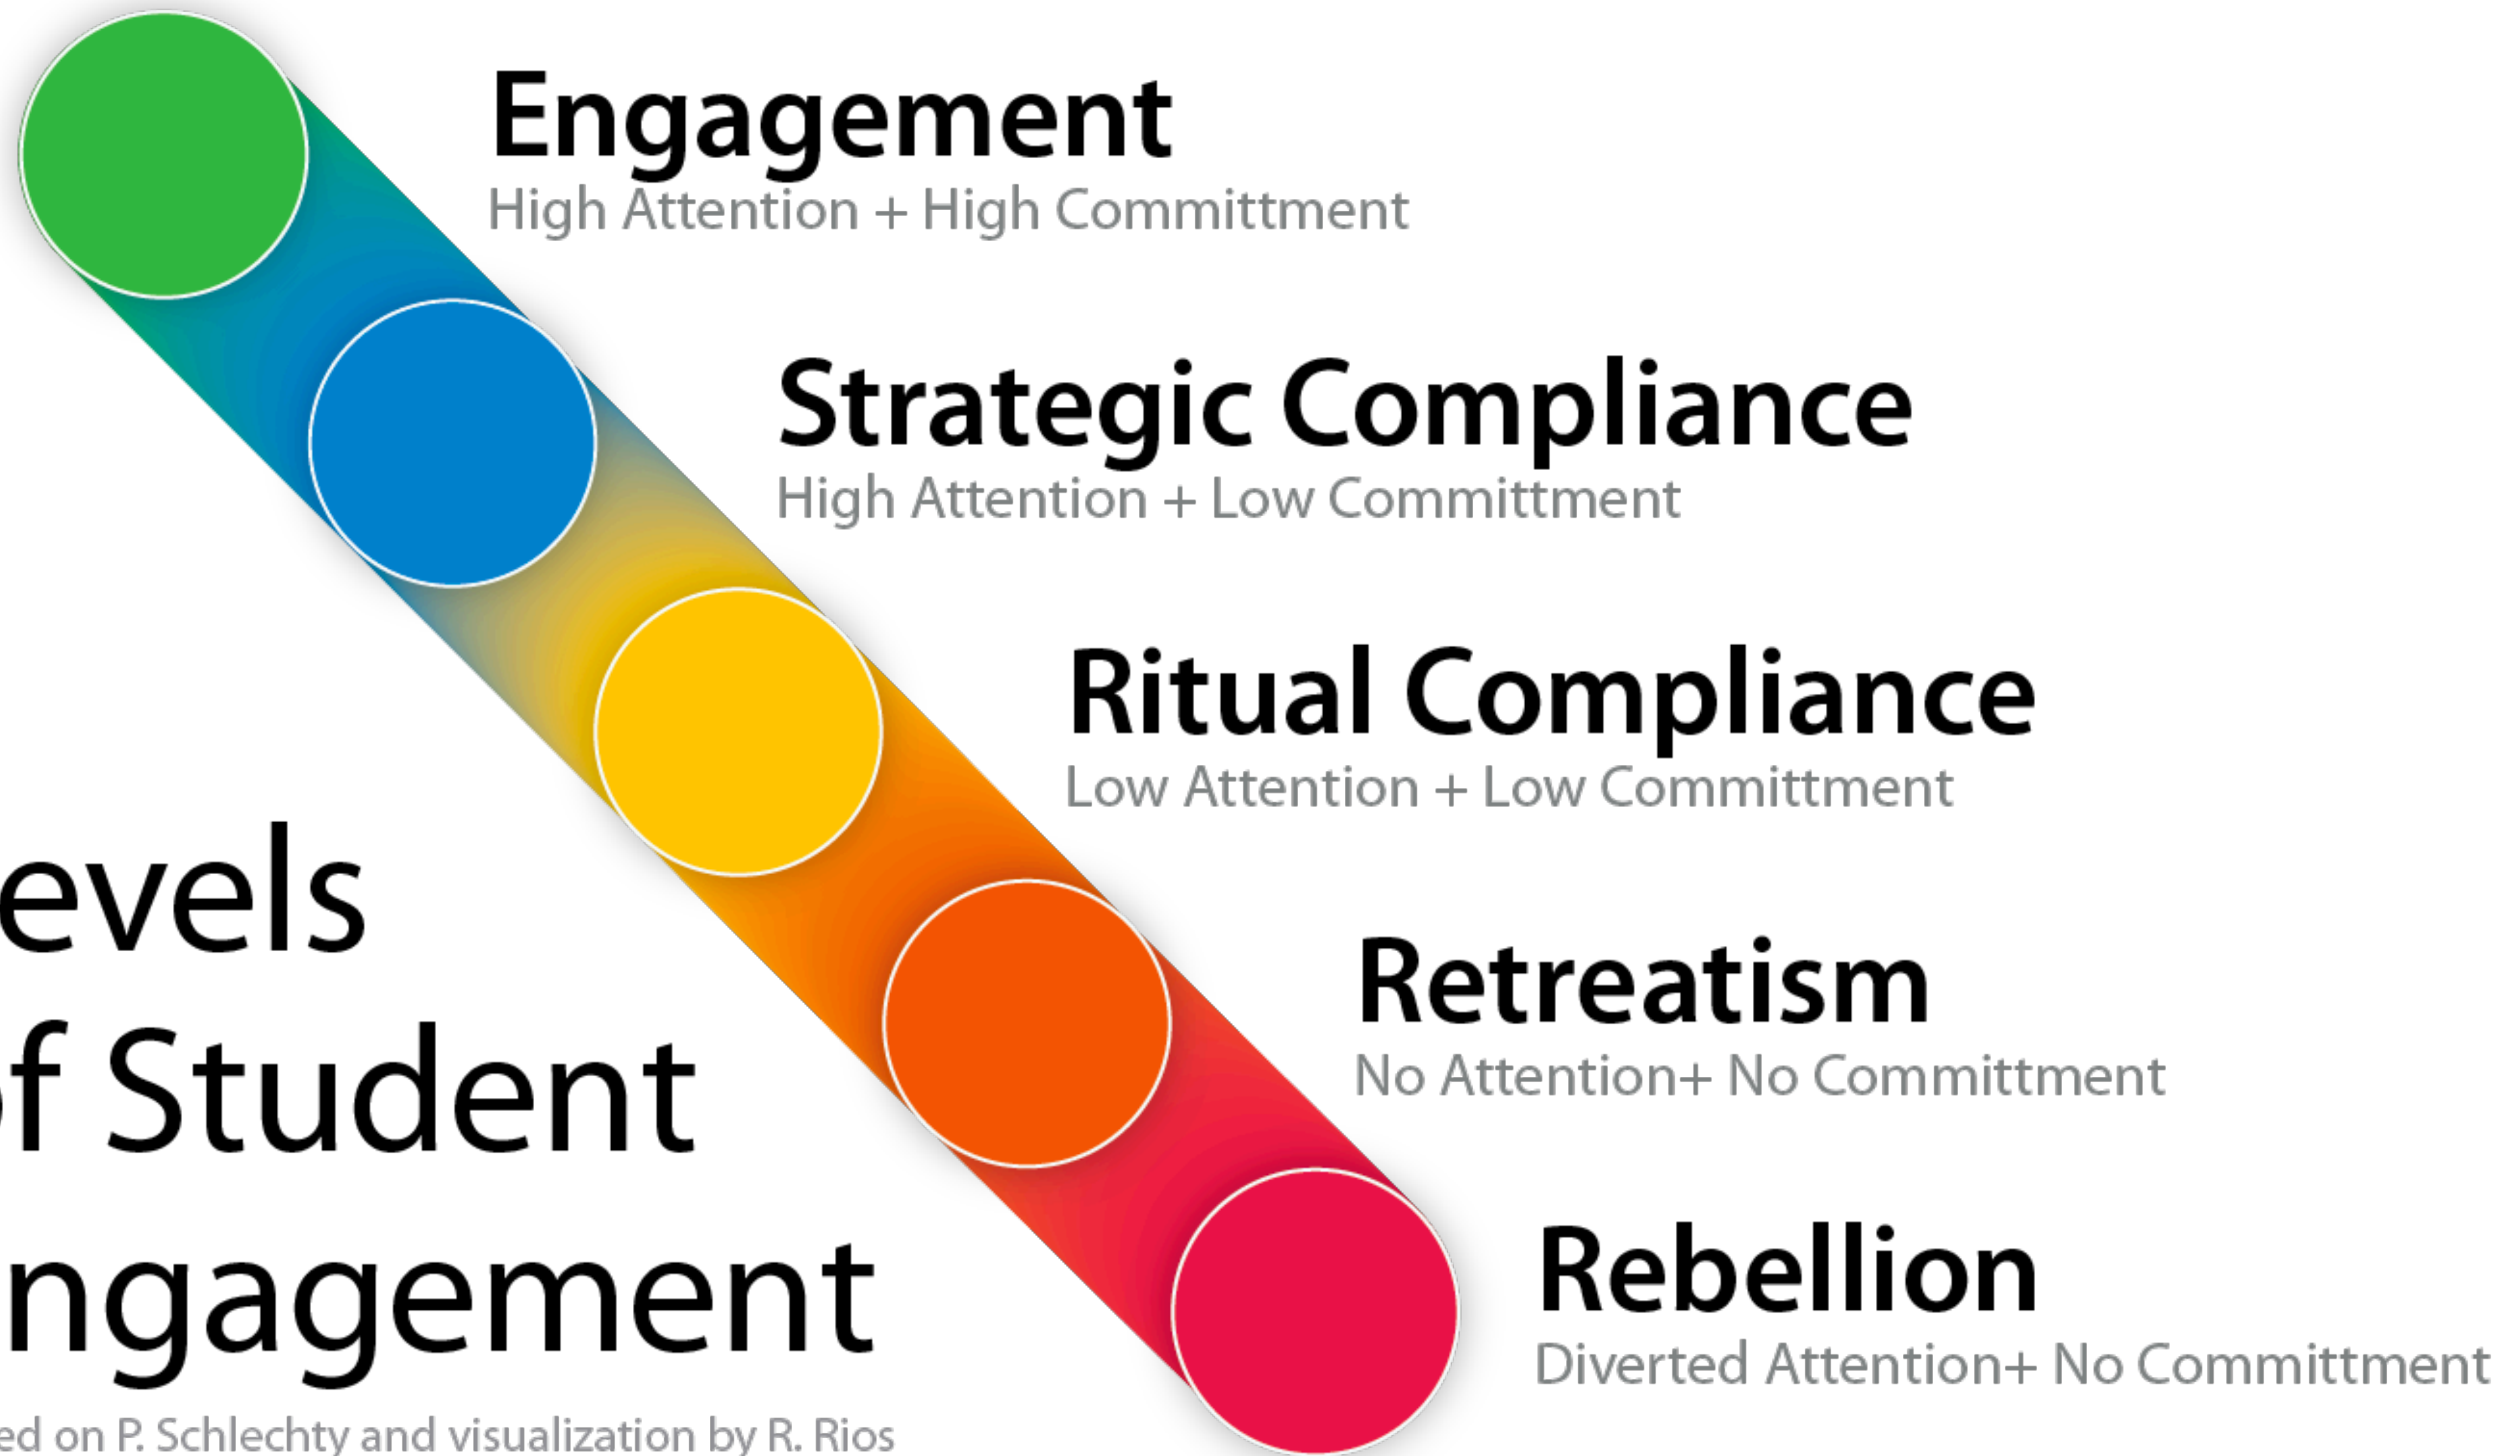 Engagement
High Attention + High Committment
Strategic Compliance
High Attention + Low Committment
Ritual Compliance
Low Attention + Low Committment
Retreatism
No Attention+ No Committment
Rebellion
Diverted Attention+ No Committment
evels
of Student
ngagement
ed on P. Schlechty and visualization by R. Rios